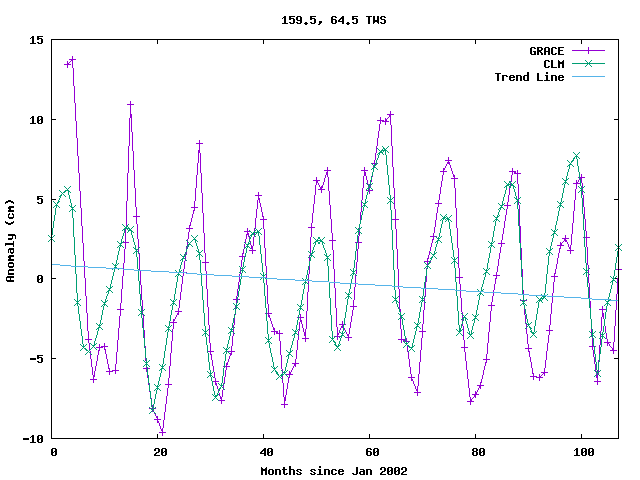 159.5, 64.5 TWS
GRACE
CLM
Trend Line
Anomaly (cm)
15
10
5
0
-5
-10
0 20 40 60 80 100
Months since Jan 2002